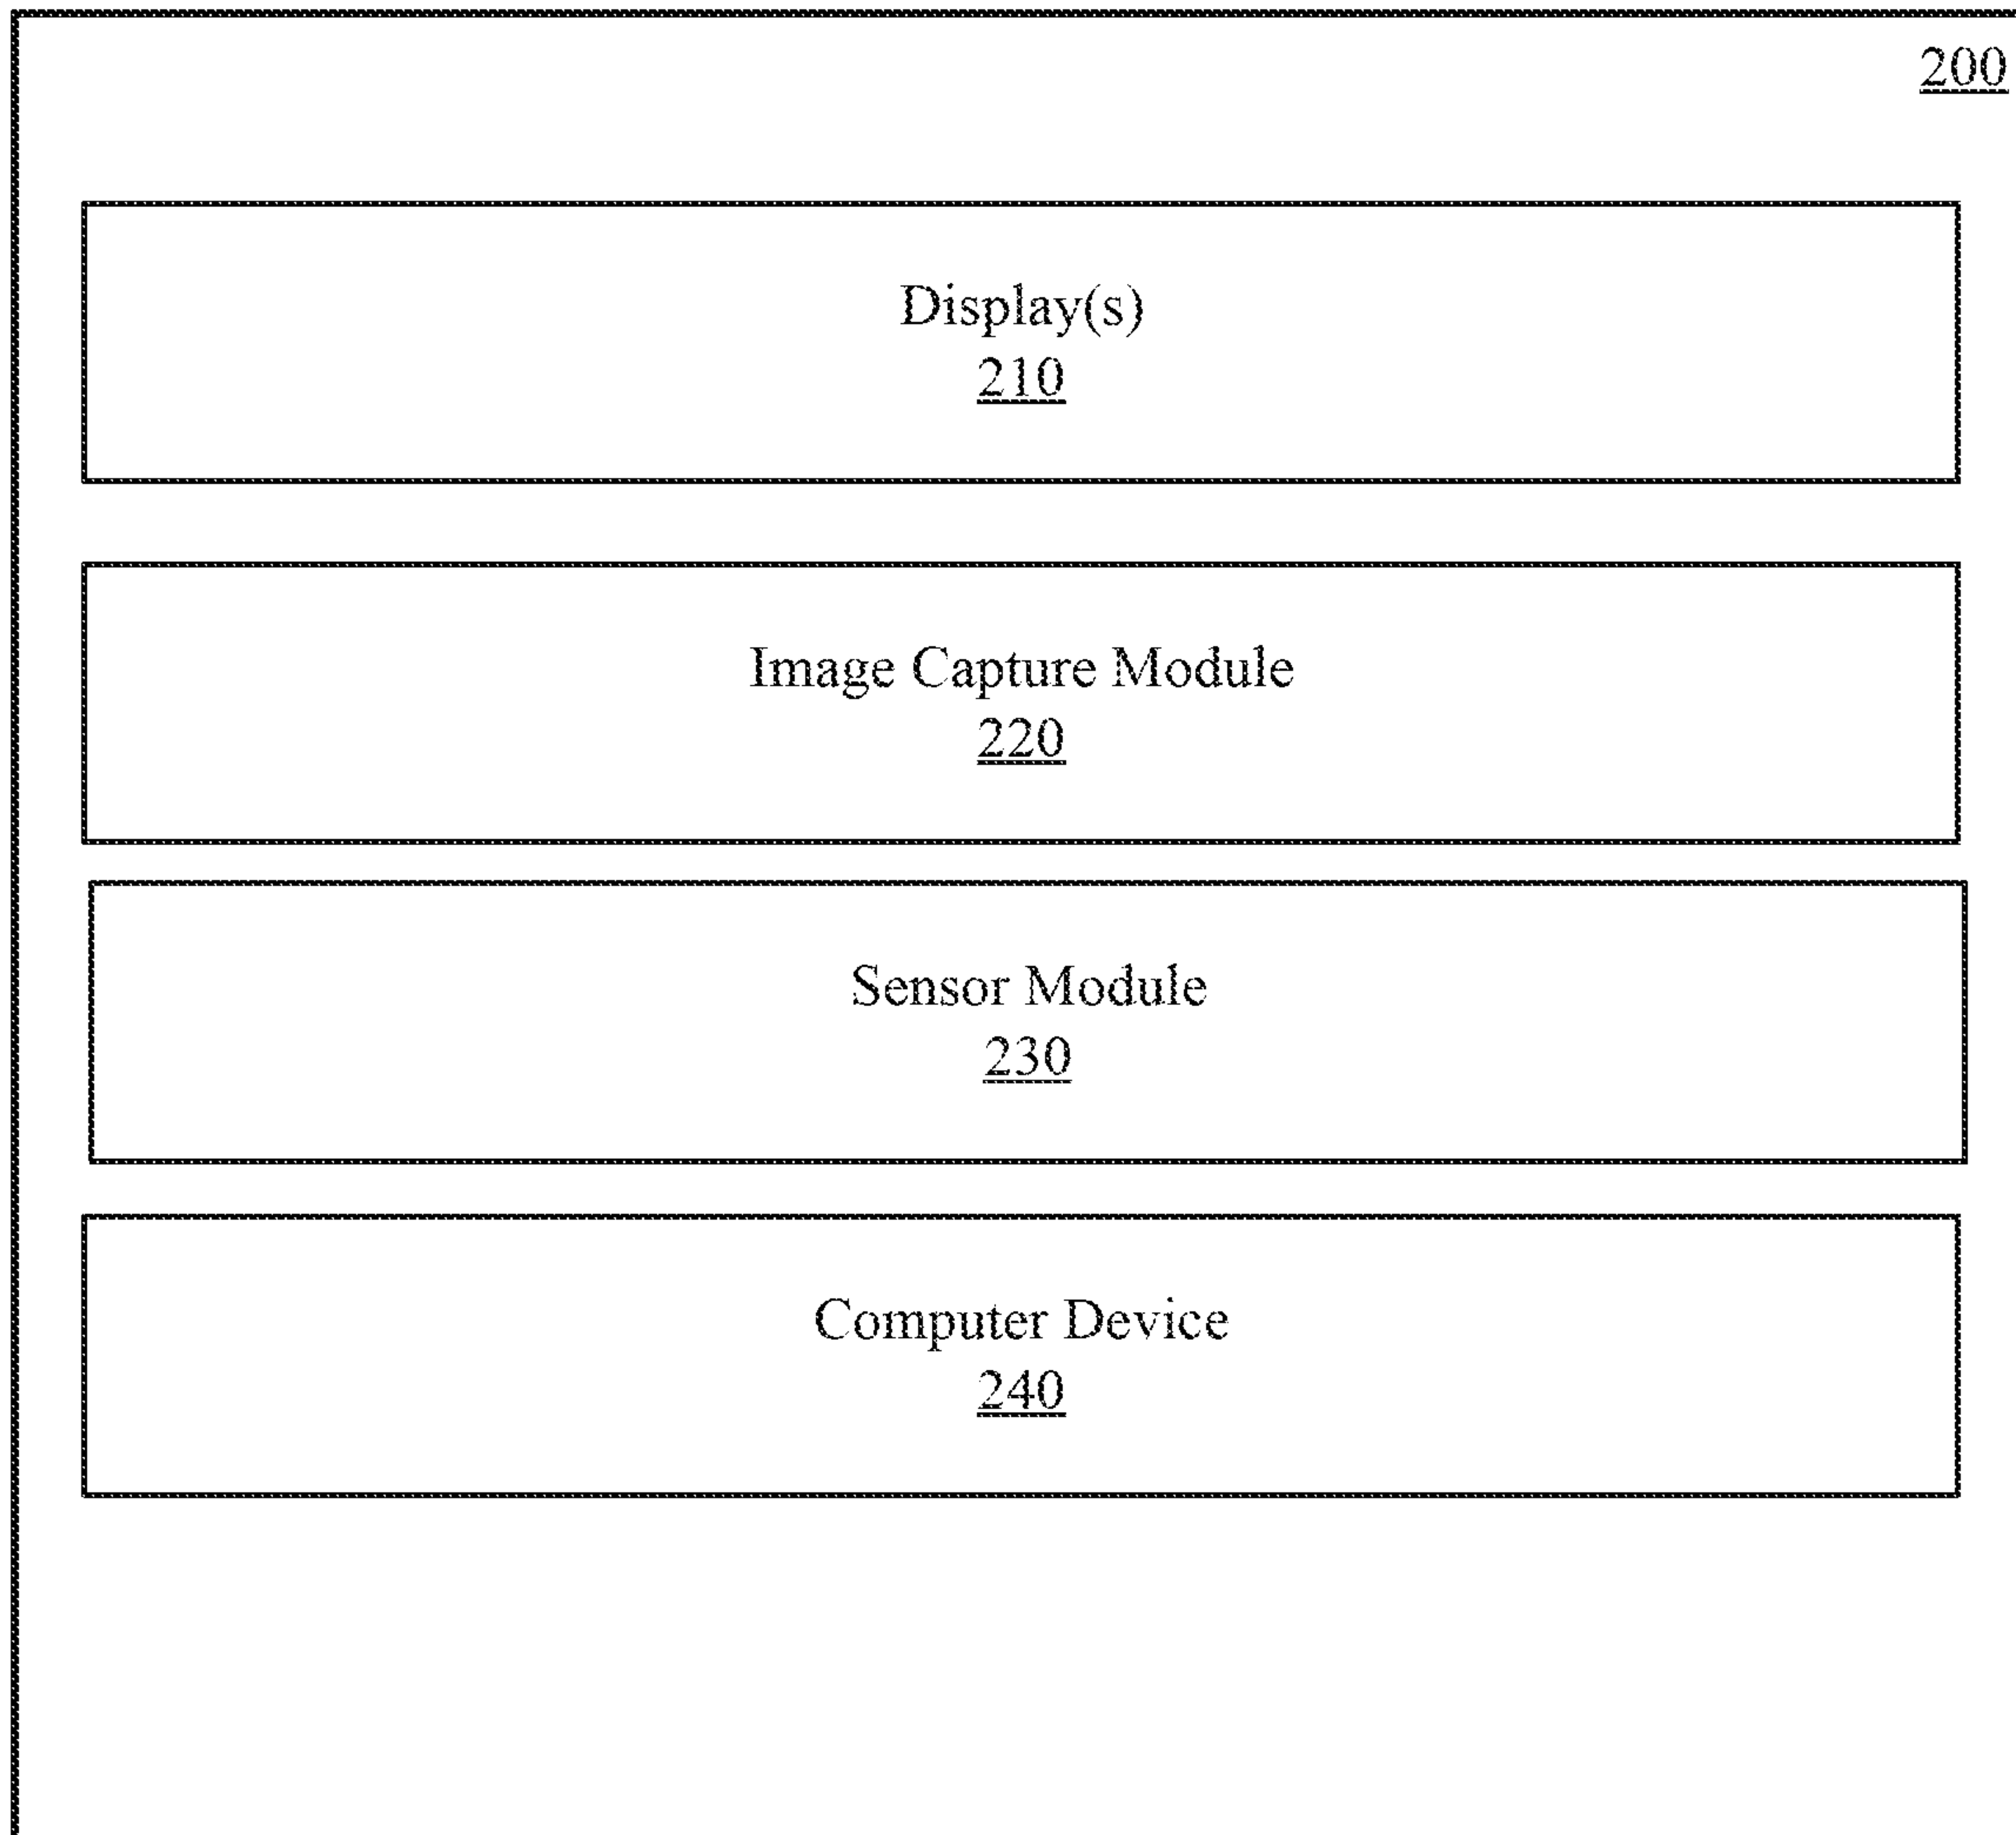 200
Display(s)
210
Image Capture Module
220
Sensor Module
230
Computer Device
240